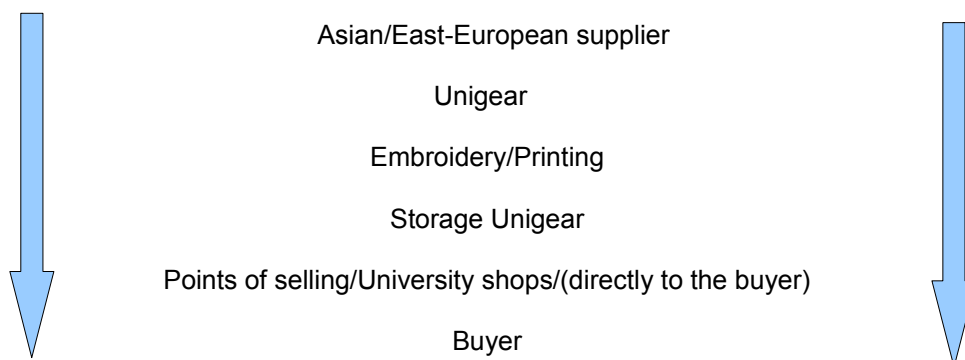 Asian/East-European supplier
Unigear
Embroidery/Printing
Storage Unigear
Points of selling/University shops/(directly to the buyer)
Buyer